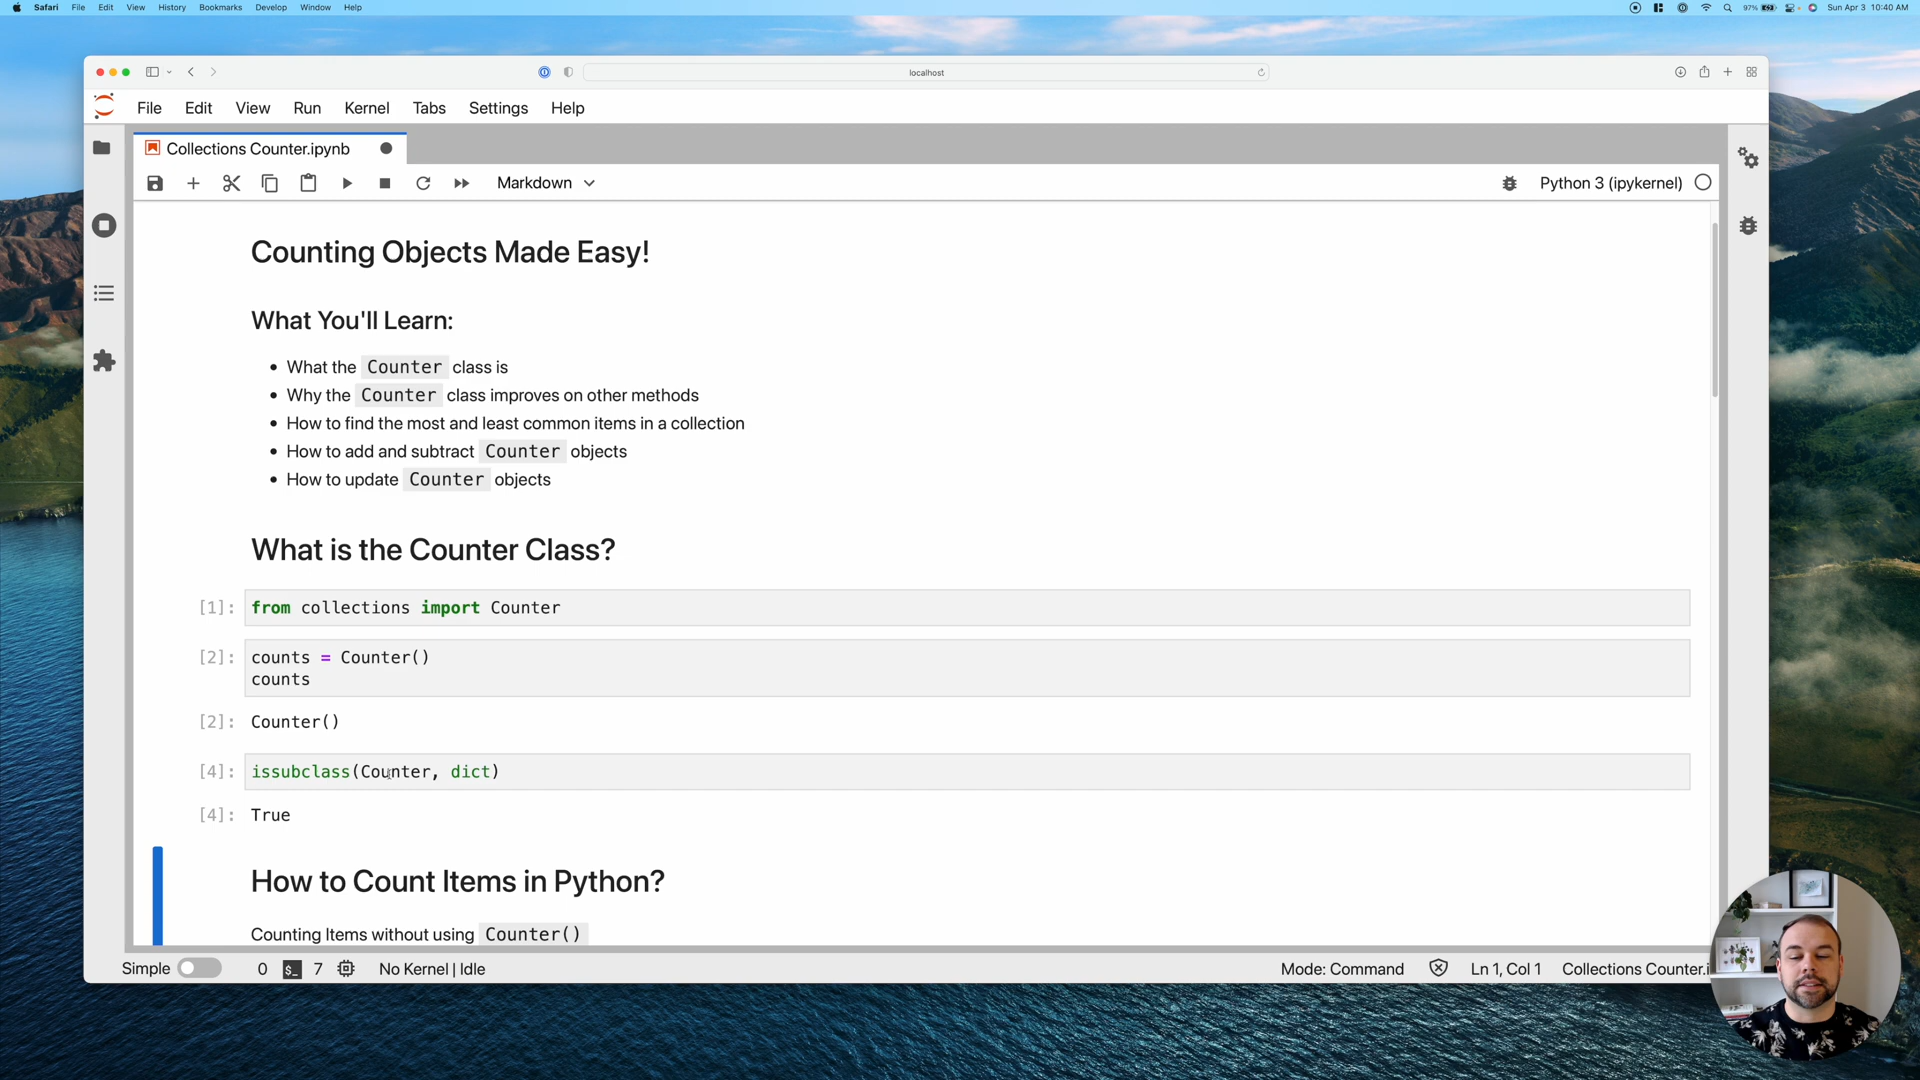 Safari File Edit View History Bookmarks Develop Window Help 97% Sun Apr 3 10:40 AM
localhost
File Edit View Run Kernel Tabs Settings Help
Collections Counter.ipynb
Markdown Python 3 (ipykernel)
Counting Objects Made Easy!
What You'll Learn:
• What the Counter class is
• Why the Counter class improves on other methods
• How to find the most and least common items in a collection
• How to add and subtract Counter objects
• How to update Counter objects
What is the Counter Class?
[1]: from collections import Counter
[2]: counts = Counter()
counts
[2]: Counter()
[4]: issubclass(Counter, dict)
[4]: True
How to Count Items in Python?
Counting Items without using Counter()
Simple 0 $_ 7 No Kernel | Idle Mode: Command Ln 1, Col 1 Collections Counter.i